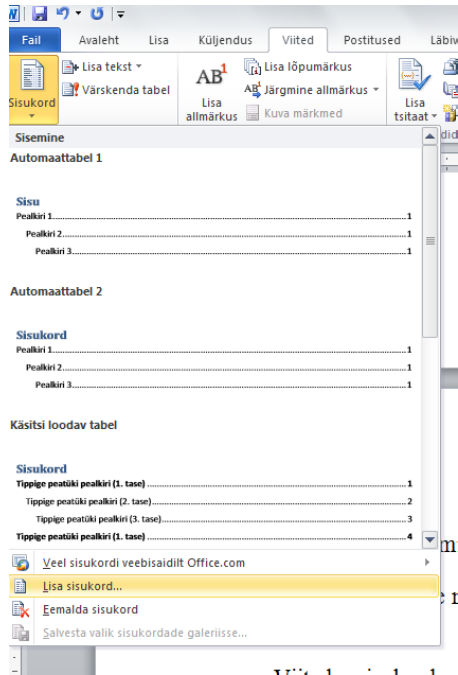 Fail Avaleht Lisa Küljendus Viited Postitused
Sisukord
Lisa tekst
Värskenda tabel
AB1
Lisa allmärkus
Lisa lõpumärkus
Järgmine allmärkus
Kuva märkmed
Lisa tsitaat
Sisemine
Automaattabel 1
Sisu
Pealkiri 1...1
Pealkiri 2...1
Pealkiri 3...1
Automaattabel 2
Sisukord
Pealkiri 1...1
Pealkiri 2...1
Pealkiri 3...1
Käsitsi loodav tabel
Sisukord
Tippige peatüki pealkiri (1. tase)...1
Tippige peatüki pealkiri (2. tase)...2
Tippige peatüki pealkiri (3. tase)...3
Tippige peatüki pealkiri (1. tase)...4
Veel sisukordi veebisaidilt Office.com
Lisa sisukord...
Eemalda sisukord
Salvesta valik sisukordade galeriisse...